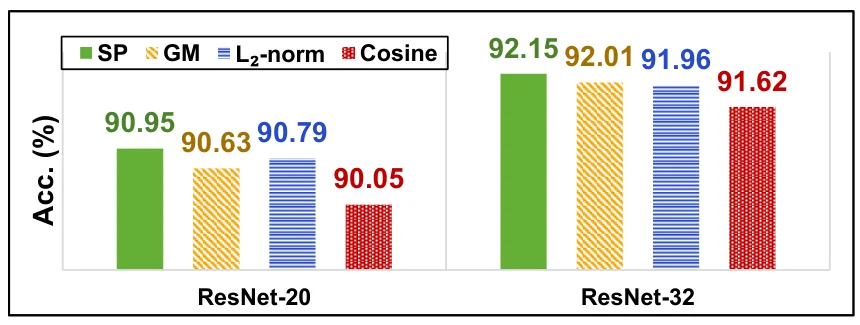 SP GM L₂-norm Cosine
Acc. (%)
90.95 90.63 90.79 90.05
92.15 92.01 91.96 91.62
ResNet-20 ResNet-32